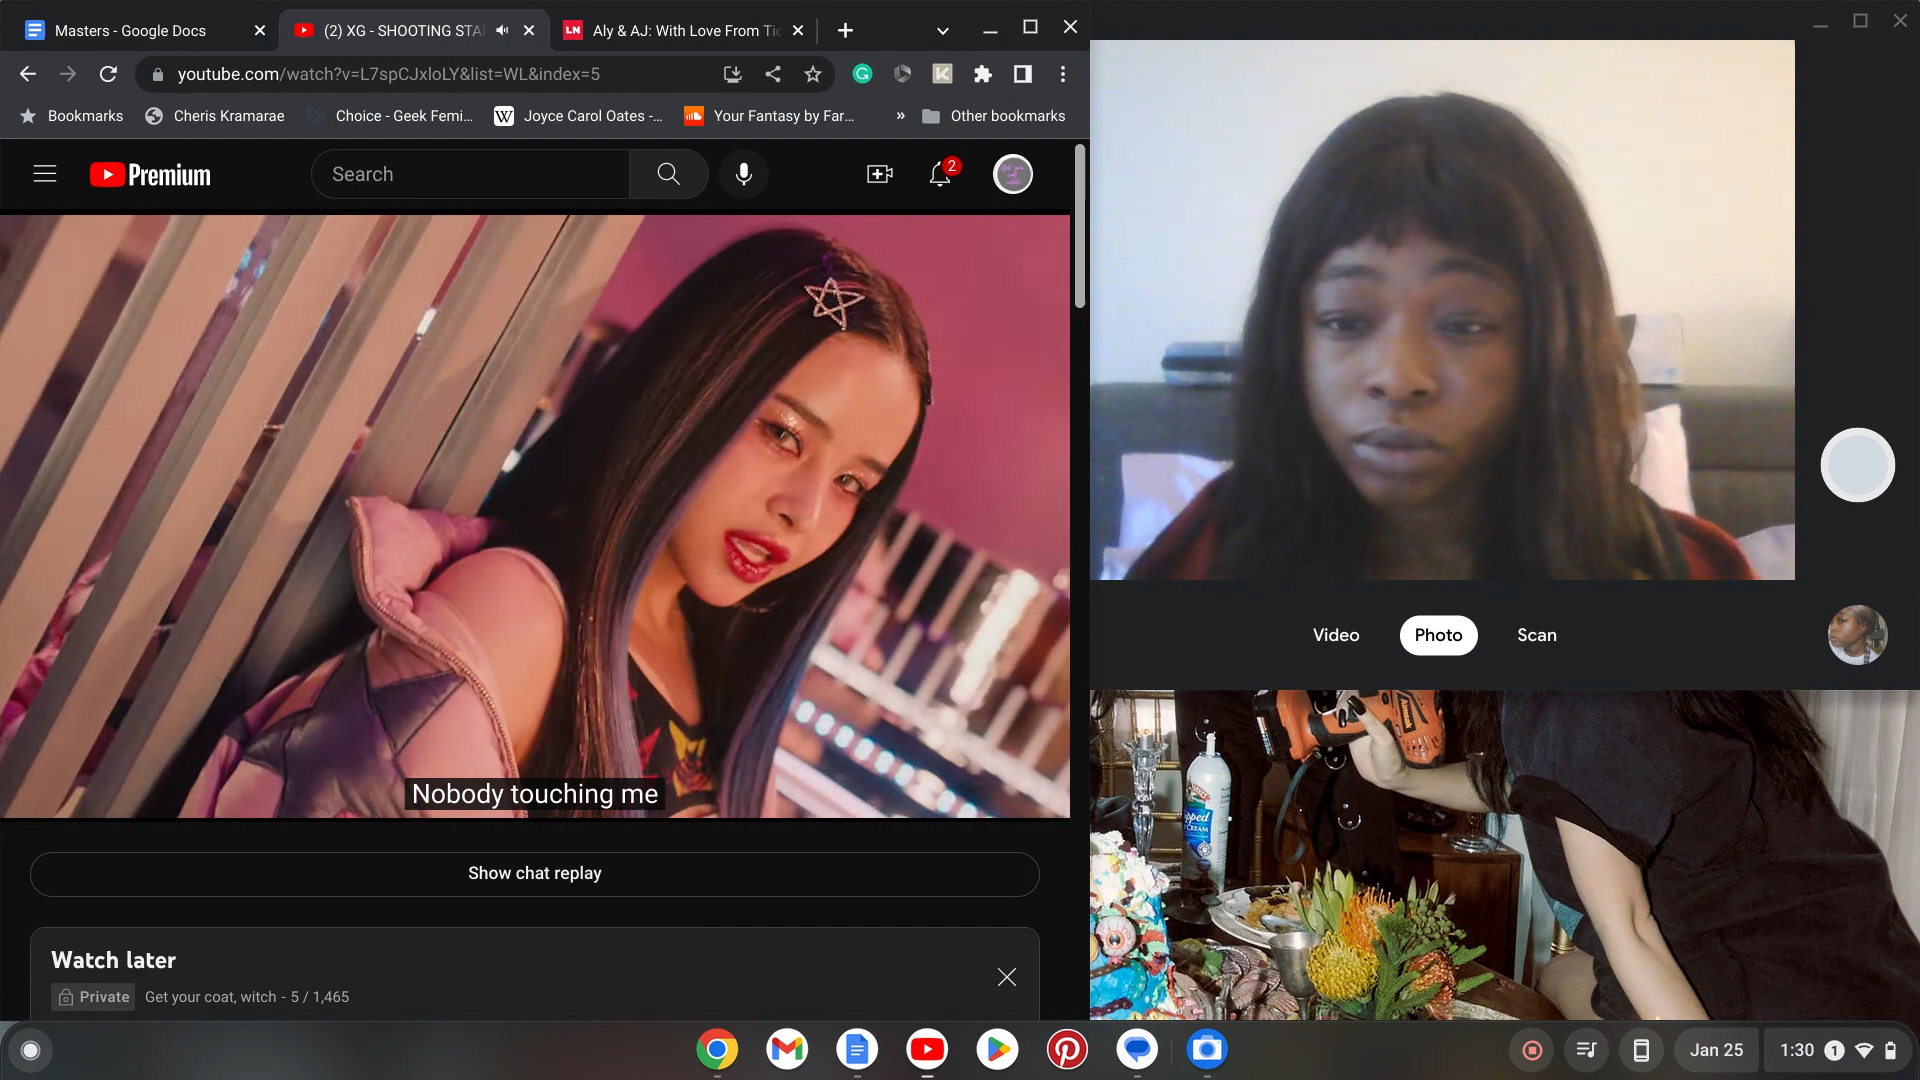 Masters - Google Docs
(2) XG - SHOOTING STA
LN
Aly & AJ: With Love From Tic
youtube.com/watch?v=L7spCJxloLY&list=WL&index=5
Bookmarks
Cheris Kramarae
Choice - Geek Femi...
W
Joyce Carol Oates -...
Your Fantasy by Far...
»
Other bookmarks
Premium
Search
2
Nobody touching me
Show chat replay
Watch later
Private
Get your coat, witch - 5 / 1,465
Video
Photo
Scan
Jan 25
1:30
1